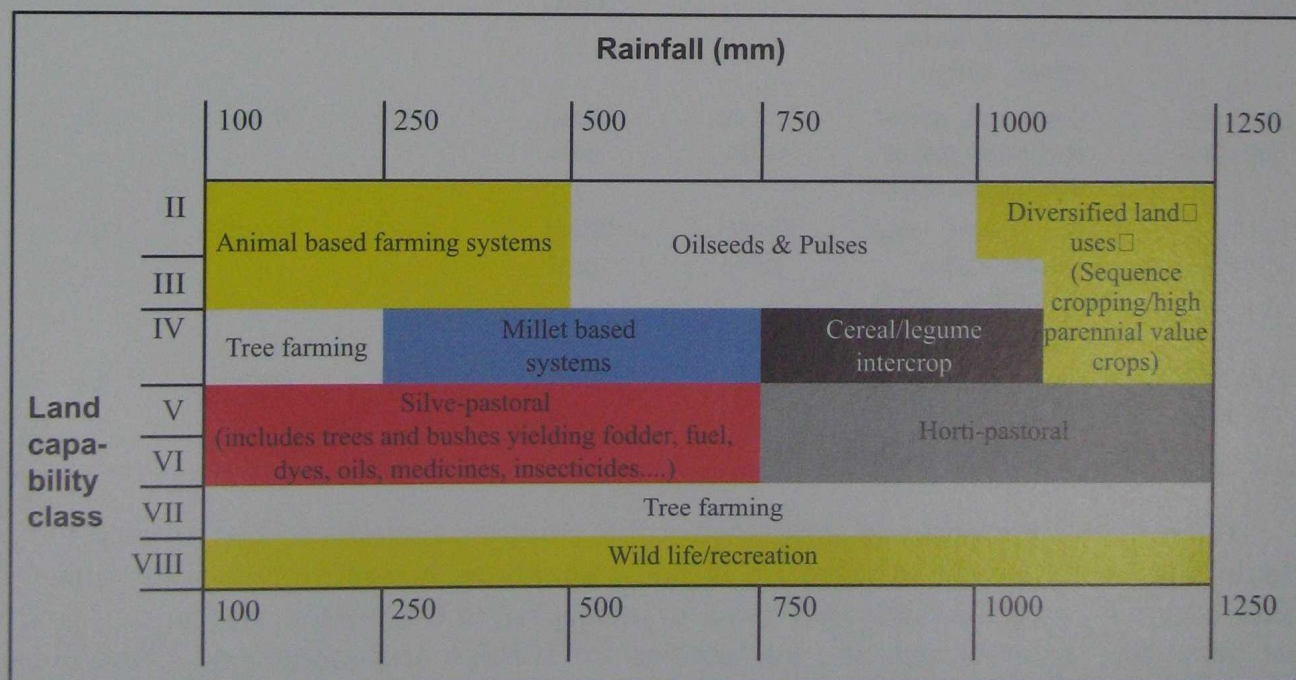 Rainfall (mm)
100 250 500 750 1000 1250
II
Animal based farming systems
Oilseeds & Pulses
Diversified land□
uses□
(Sequence
cropping/high
parennial value
crops)
III
IV
Tree farming
Millet based
systems
Cereal/legume
intercrop
Land
capa-
bility
class
V
VI
Silve-pastoral
(includes trees and bushes yielding fodder, fuel,
dyes, oils, medicines, insecticides....)
Horti-pastoral
VII
Tree farming
VIII
Wild life/recreation
100 250 500 750 1000 1250